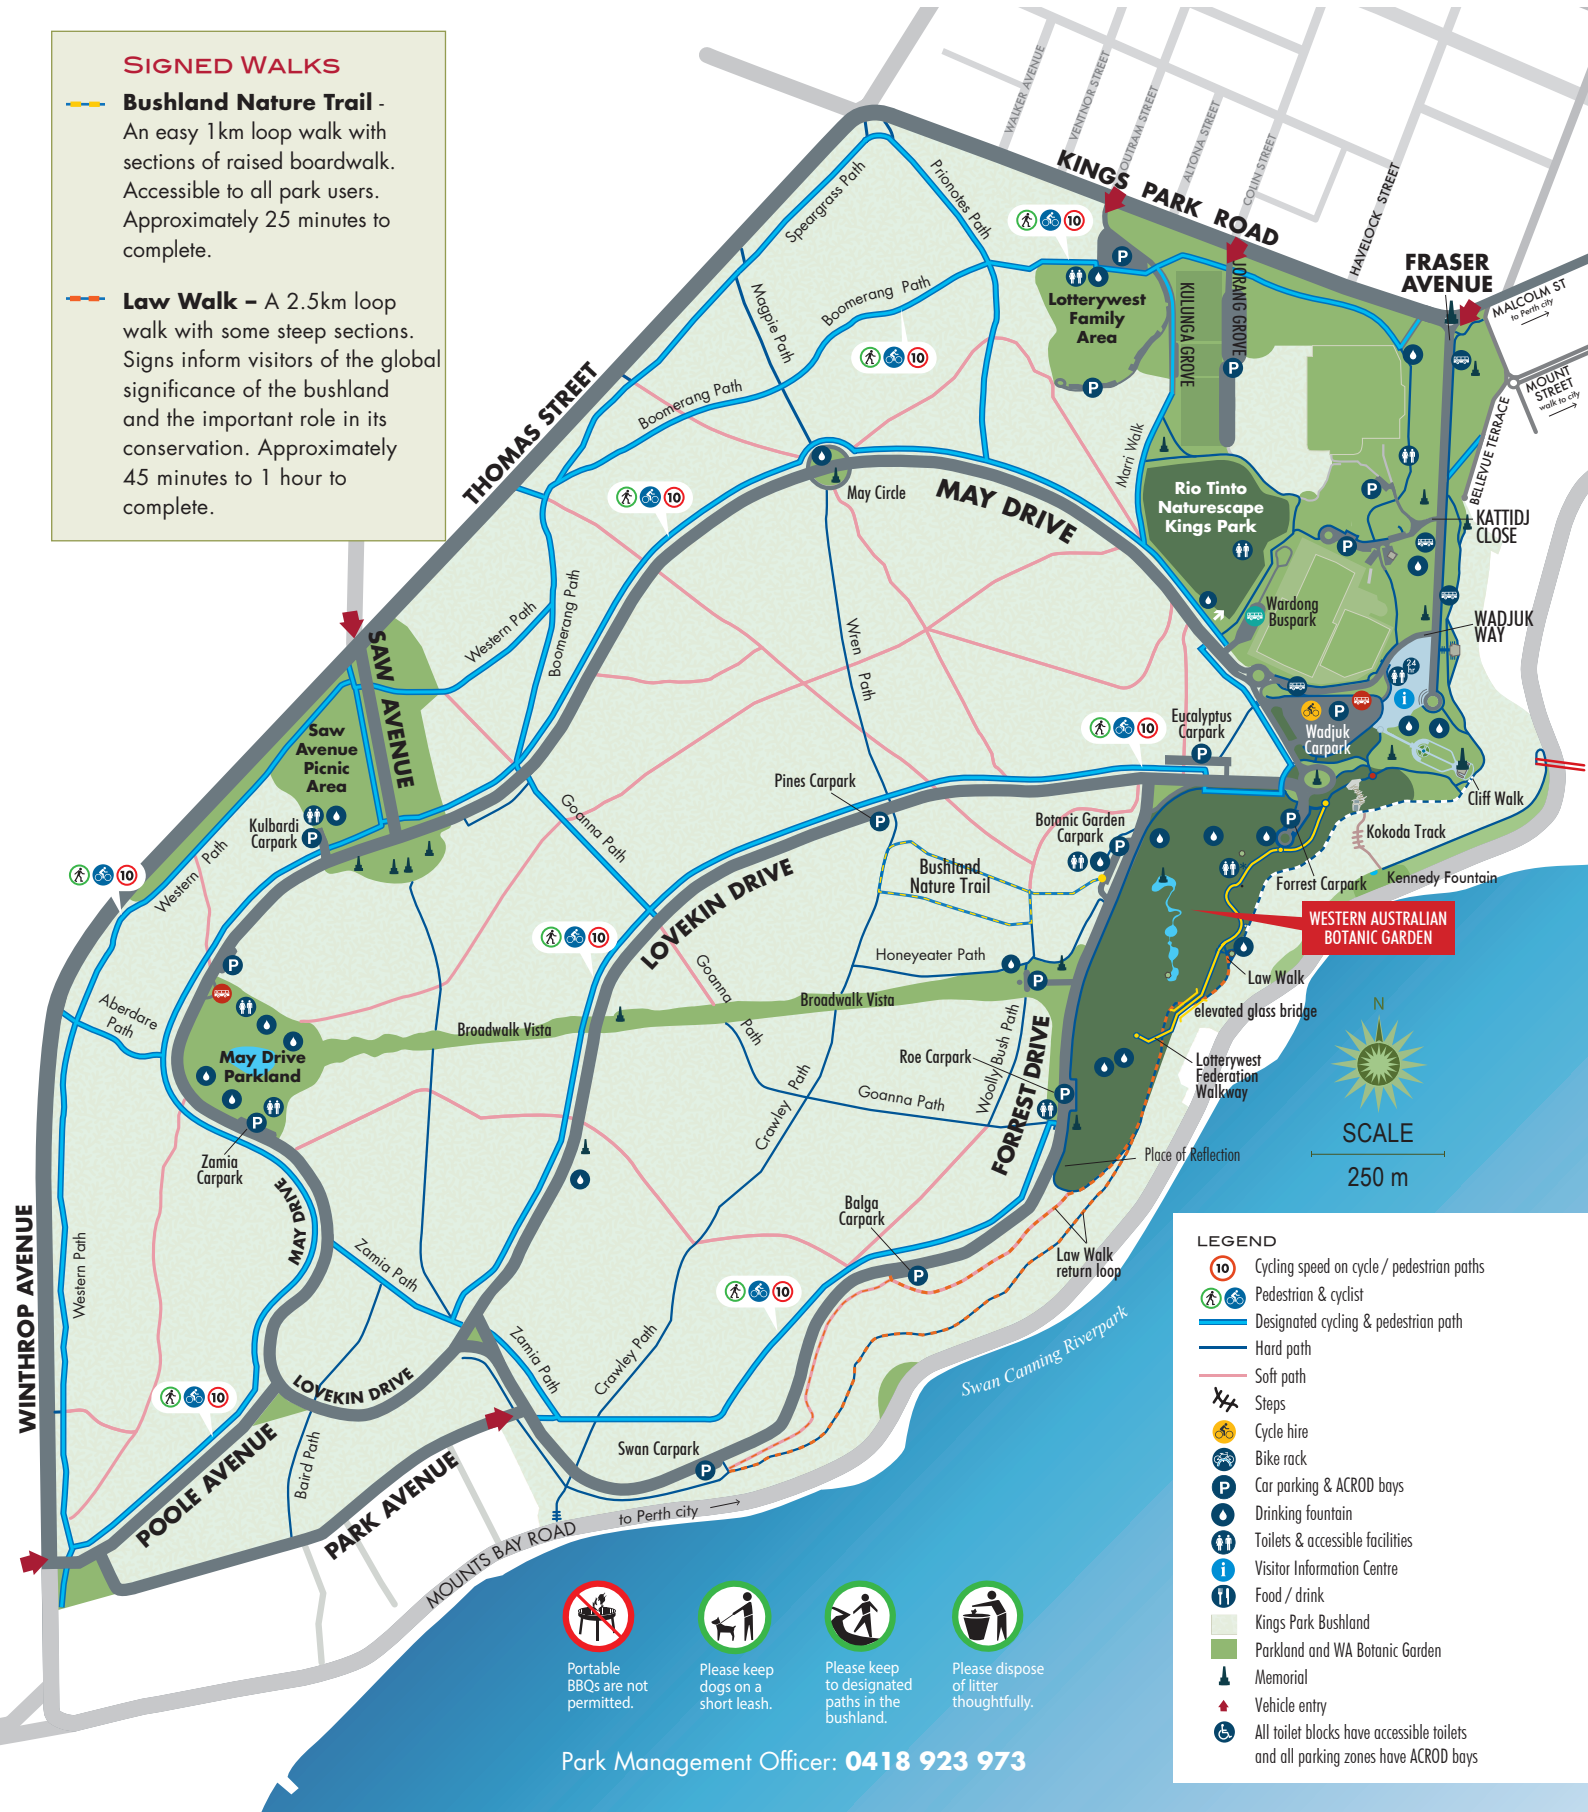 SIGNED WALKS
Bushland Nature Trail -
An easy 1km loop walk with
sections of raised boardwalk.
Accessible to all park users.
Approximately 25 minutes to
complete.
Law Walk – A 2.5km loop
walk with some steep sections.
Signs inform visitors of the global
significance of the bushland
and the important role in its
conservation. Approximately
45 minutes to 1 hour to
complete.
WALKER AVENUE
VENTNOR STREET
OUTRAM STREET
ALTONA STREET
COLIN STREET
HAVELOCK STREET
KINGS PARK ROAD
FRASER
AVENUE
MALCOLM ST
to Perth city
MOUNT
STREET
walk to city
BELLEVUE TERRACE
Speargrass Path
Prionotes Path
10
P
Lotterywest
Family
Area
P
KULUNGA GROVE
JORANG GROVE
P
Magpie Path
Boomerang Path
10
Boomerang Path
THOMAS STREET
10
May Circle
MAY DRIVE
Marri Walk
Rio Tinto
Naturescape
Kings Park
P
P
KATTIDJ
CLOSE
Wardong
Buspark
WADJUK
WAY
24
hr
i
P
Wadjuk
Carpark
Western Path
Boomerang Path
Wren
Path
SAW AVENUE
Saw
Avenue
Picnic
Area
Kulbardi
Carpark
P
10
Eucalyptus
Carpark
P
Pines Carpark
P
Botanic Garden
Carpark
P
P
Cliff Walk
Kokoda Track
Forrest Carpark
Kennedy Fountain
Goanna Path
LOVEKIN DRIVE
Bushland
Nature Trail
WESTERN AUSTRALIAN
BOTANIC GARDEN
Western Path
10
10
P
Honeyeater Path
P
Law Walk
elevated glass bridge
Goanna
Path
Broadwalk Vista
Broadwalk Vista
Aberdare
Path
May Drive
Parkland
P
Zamia
Carpark
Roe Carpark
P
Woolly Bush Path
FORREST DRIVE
Lotterywest
Federation
Walkway
Goanna Path
Crawley Path
Place of Reflection
N
SCALE
250 m
MAY DRIVE
Zamia Path
Balga
Carpark
P
Law Walk
return loop
Swan Canning Riverpark
10
WINTHROP AVENUE
Western Path
10
LOVEKIN DRIVE
Zamia Path
Crawley Path
POOLE AVENUE
Baird Path
PARK AVENUE
Swan Carpark
P
MOUNTS BAY ROAD
to Perth city
LEGEND
10 Cycling speed on cycle / pedestrian paths
Pedestrian & cyclist
Designated cycling & pedestrian path
Hard path
Soft path
Steps
Cycle hire
Bike rack
P Car parking & ACROD bays
Drinking fountain
Toilets & accessible facilities
i Visitor Information Centre
Food / drink
Kings Park Bushland
Parkland and WA Botanic Garden
Memorial
Vehicle entry
All toilet blocks have accessible toilets
and all parking zones have ACROD bays
Portable
BBQs are not
permitted.
Please keep
dogs on a
short leash.
Please keep
to designated
paths in the
bushland.
Please dispose
of litter
thoughtfully.
Park Management Officer: 0418 923 973